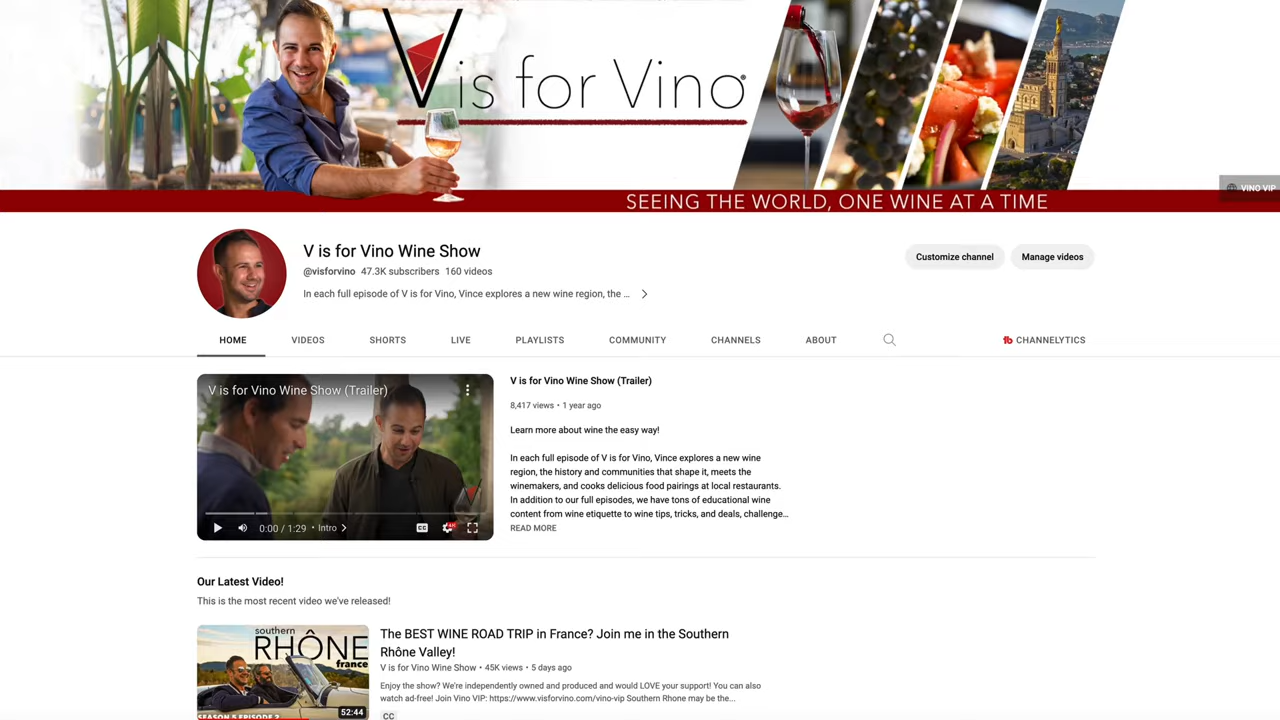 V is for Vino®
SEEING THE WORLD, ONE WINE AT A TIME
VINO VIP
V is for Vino Wine Show
@visforvino 47.3K subscribers 160 videos
In each full episode of V is for Vino, Vince explores a new wine region, the ...
Customize channel
Manage videos
HOME
VIDEOS
SHORTS
LIVE
PLAYLISTS
COMMUNITY
CHANNELS
ABOUT
tb CHANNELYTICS
V is for Vino Wine Show (Trailer)
0:00 / 1:29 • Intro
CC
4K
V is for Vino Wine Show (Trailer)
8,417 views • 1 year ago
Learn more about wine the easy way!
In each full episode of V is for Vino, Vince explores a new wine
region, the history and communities that shape it, meets the
winemakers, and cooks delicious food pairings at local restaurants.
In addition to our full episodes, we have tons of educational wine
content from wine etiquette to wine tips, tricks, and deals, challenge...
READ MORE
Our Latest Video!
This is the most recent video we've released!
southern
RHÔNE
france
SEASON 5 EPISODE 2
52:44
The BEST WINE ROAD TRIP in France? Join me in the Southern
Rhône Valley!
V is for Vino Wine Show • 45K views • 5 days ago
Enjoy the show? We're independently owned and produced and would LOVE your support! You can also
watch ad-free! Join Vino VIP: https://www.visforvino.com/vino-vip Southern Rhone may be the...
CC